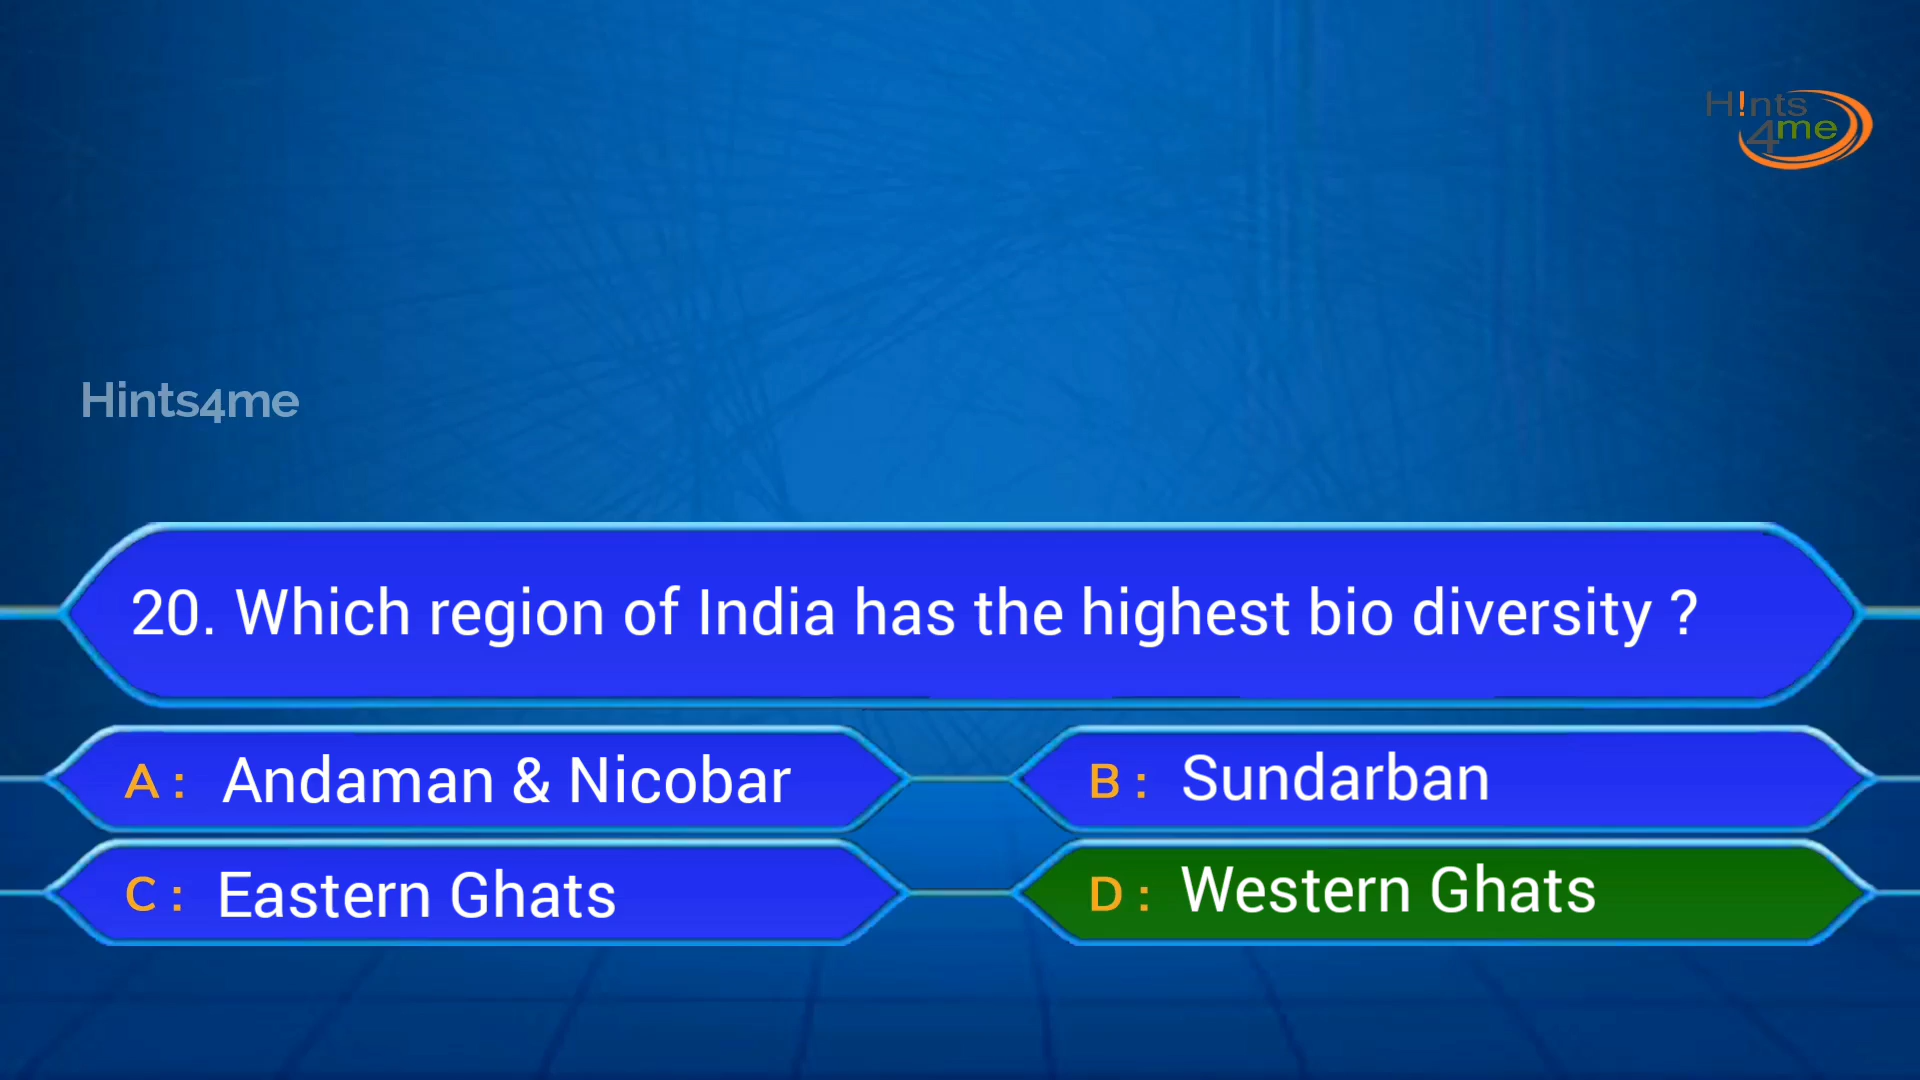 H!nts
4me
Hints4me
20. Which region of India has the highest bio diversity ?
A : Andaman & Nicobar
B : Sundarban
C : Eastern Ghats
D : Western Ghats